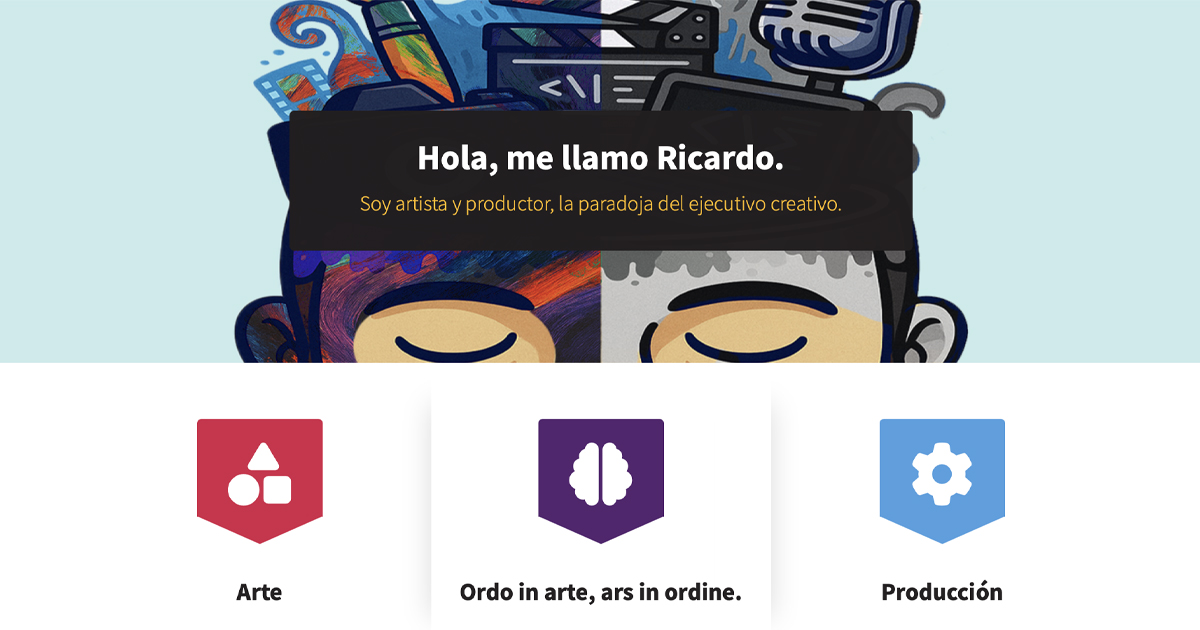 <\
Hola, me llamo Ricardo.
Soy artista y productor, la paradoja del ejecutivo creativo.
Arte
Ordo in arte, ars in ordine.
Producción